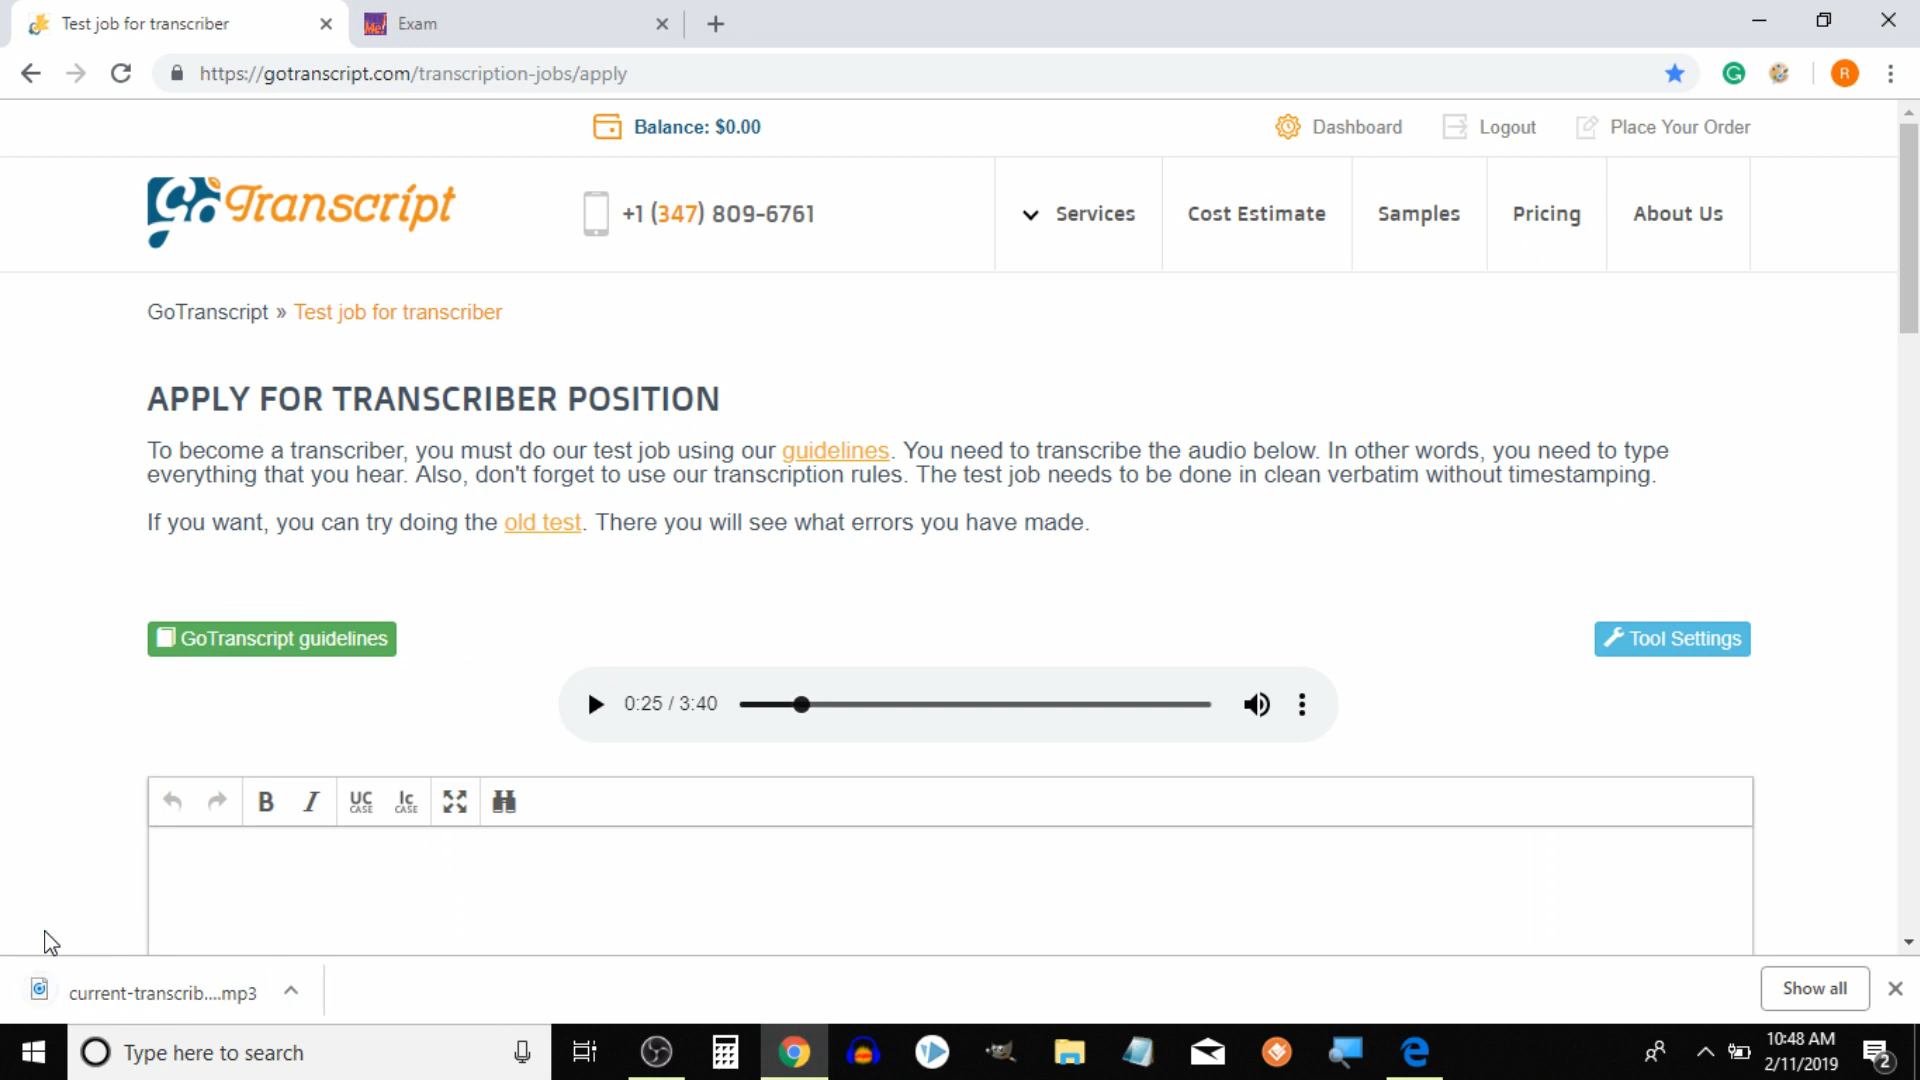 Test job for transcriber
Exam
https://gotranscript.com/transcription-jobs/apply
R
Balance: $0.00
Dashboard
Logout
Place Your Order
GoTranscript
+1 (347) 809-6761
Services
Cost Estimate
Samples
Pricing
About Us
GoTranscript » Test job for transcriber
APPLY FOR TRANSCRIBER POSITION
To become a transcriber, you must do our test job using our guidelines. You need to transcribe the audio below. In other words, you need to type
everything that you hear. Also, don't forget to use our transcription rules. The test job needs to be done in clean verbatim without timestamping.
If you want, you can try doing the old test. There you will see what errors you have made.
GoTranscript guidelines
Tool Settings
0:25 / 3:40
B
I
UC
CASE
lc
CASE
current-transcrib....mp3
Show all
Type here to search
10:48 AM
2/11/2019
2